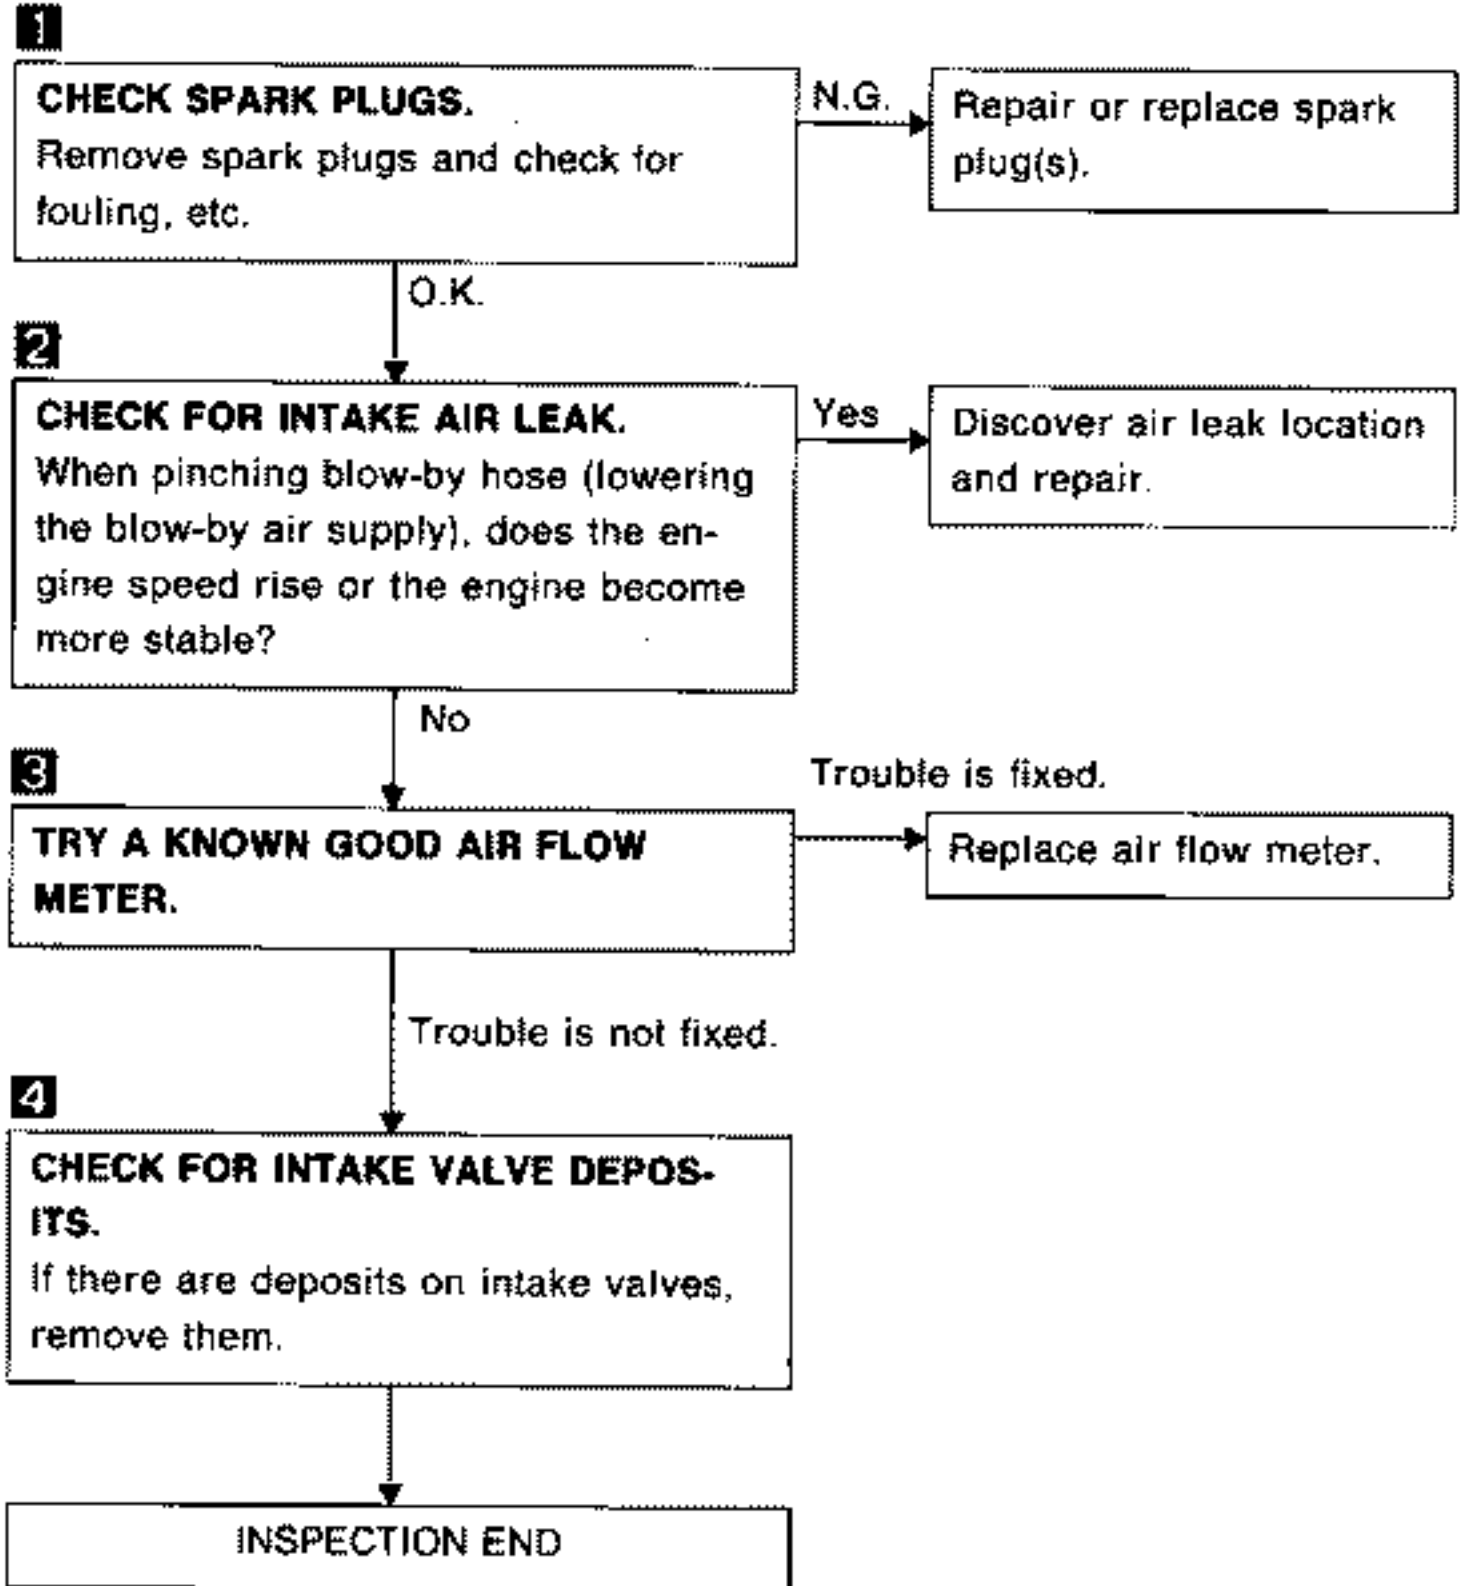 1
CHECK SPARK PLUGS.
Remove spark plugs and check for
fouling, etc.
N.G.
Repair or replace spark
plug(s).
O.K.
2
CHECK FOR INTAKE AIR LEAK.
When pinching blow-by hose (lowering
the blow-by air supply), does the en-
gine speed rise or the engine become
more stable?
Yes
Discover air leak location
and repair.
No
3
TRY A KNOWN GOOD AIR FLOW
METER.
Trouble is fixed.
Replace air flow meter.
Trouble is not fixed.
4
CHECK FOR INTAKE VALVE DEPOS-
ITS.
If there are deposits on intake valves,
remove them.
INSPECTION END